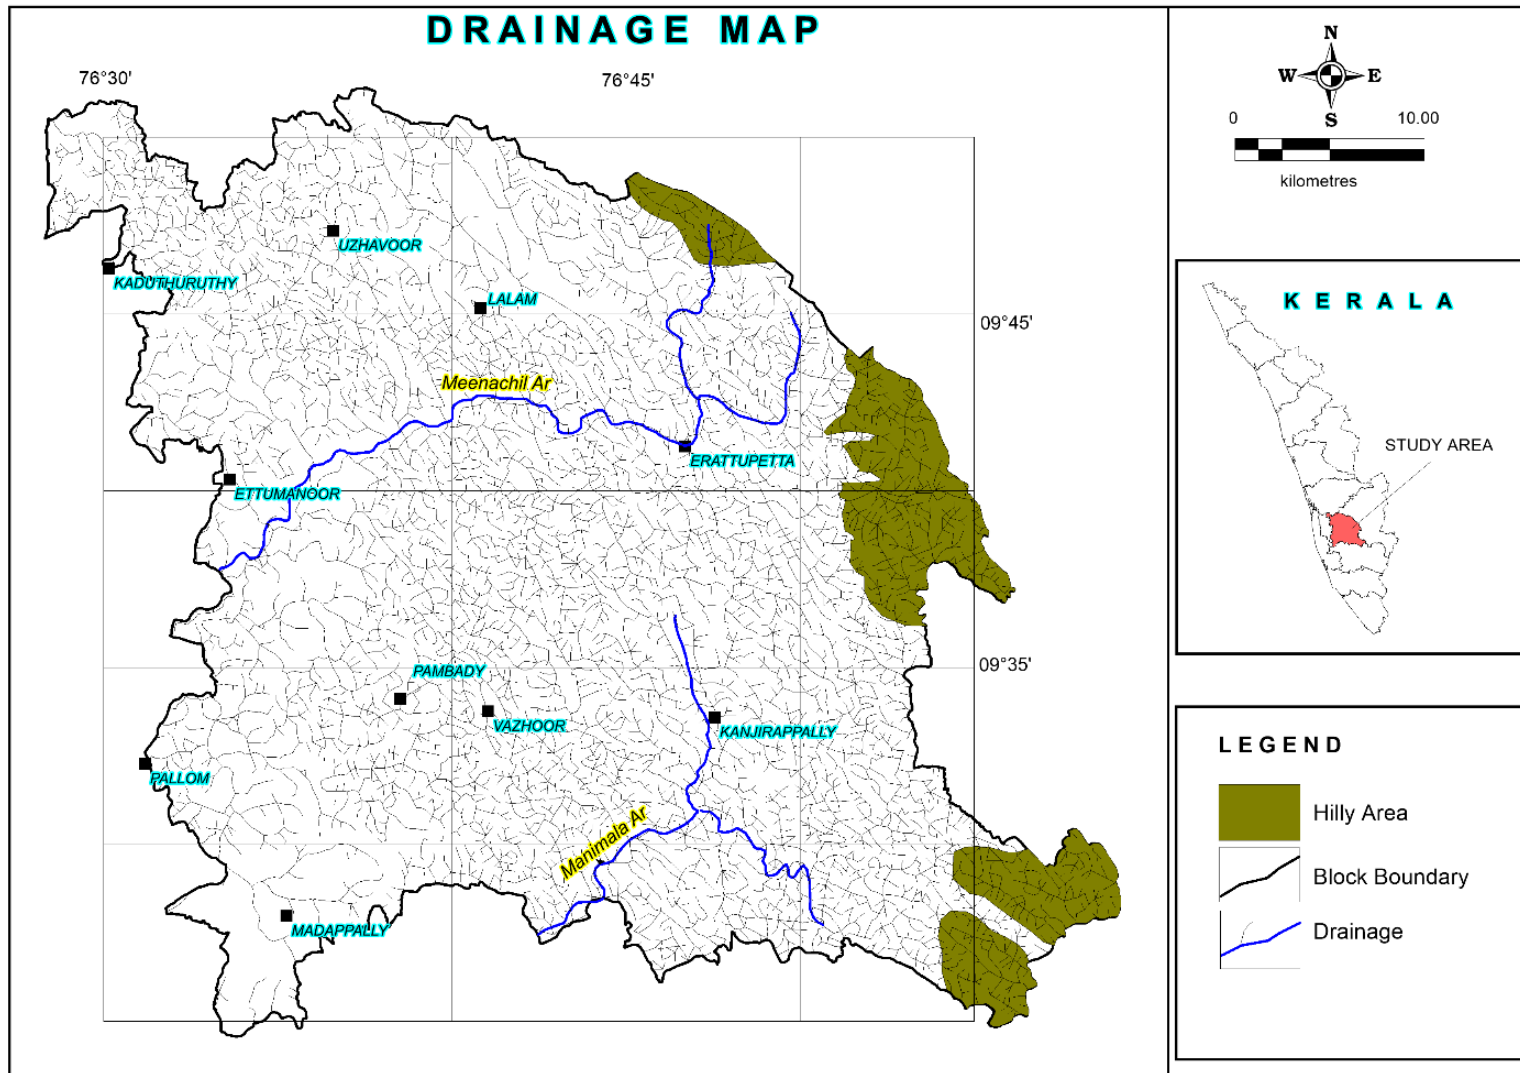 DRAINAGE MAP
76°30'
76°45'
UZHAVOOR
KADUTHURUTHY
LALAM
09°45'
Meenachil Ar
ERATTUPETTA
ETTUMANOOR
09°35'
PAMBADY
VAZHOOR
KANJIRAPPALLY
PALLOM
Manimala Ar
MADAPPALLY
N
W
E
S
0
10.00
kilometres
KERALA
STUDY AREA
LEGEND
Hilly Area
Block Boundary
Drainage